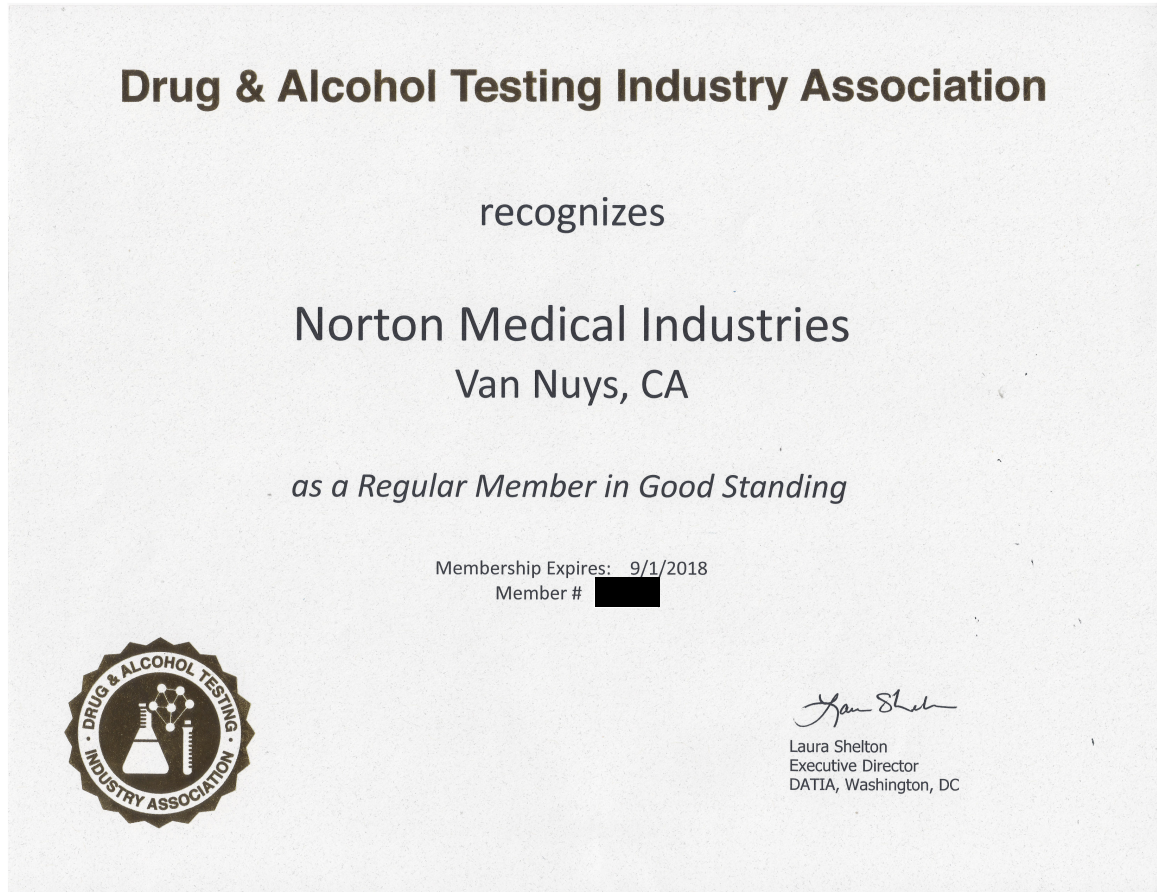 Drug & Alcohol Testing Industry Association
recognizes
Norton Medical Industries
Van Nuys, CA
as a Regular Member in Good Standing
Membership Expires: 9/1/2018
Member #
DRUG & ALCOHOL TESTING
INDUSTRY ASSOCIATION
Laura Shelton
Executive Director
DATIA, Washington, DC